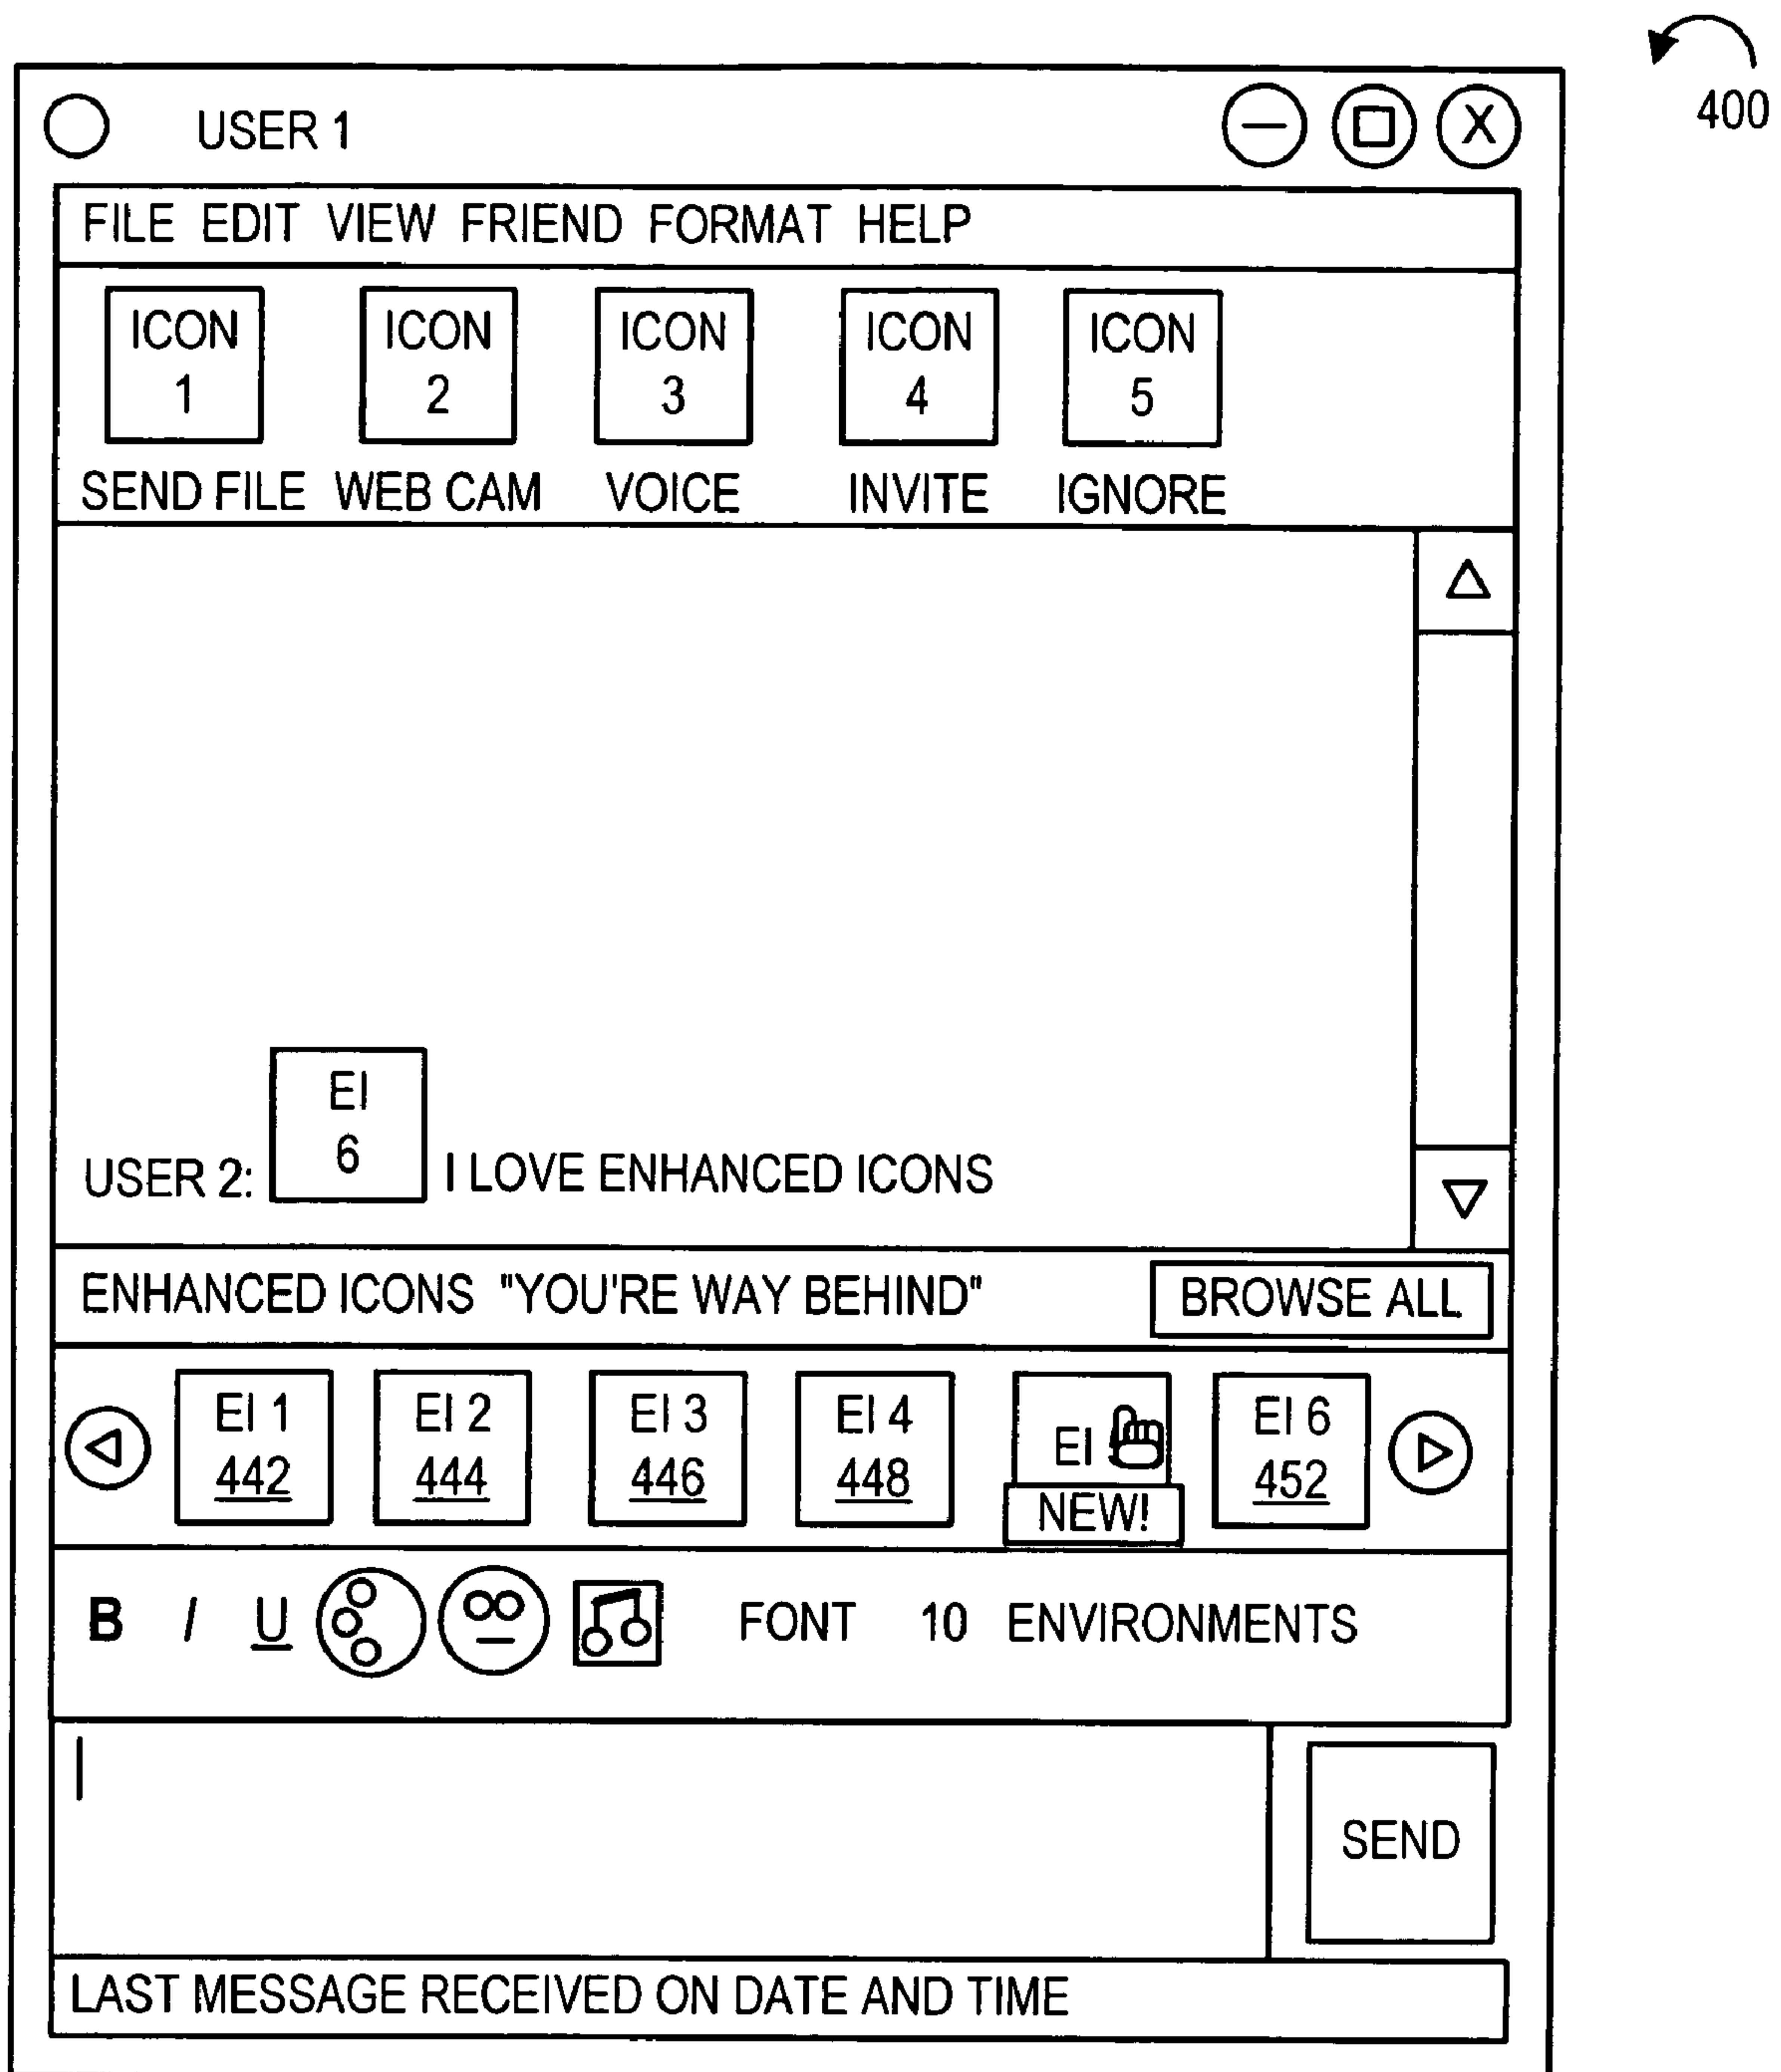 400
USER 1
X
FILE EDIT VIEW FRIEND FORMAT HELP
ICON 1 ICON 2 ICON 3 ICON 4 ICON 5
SEND FILE WEB CAM VOICE INVITE IGNORE
USER 2: EI 6 I LOVE ENHANCED ICONS
ENHANCED ICONS "YOU'RE WAY BEHIND" BROWSE ALL
EI 1 EI 2 EI 3 EI 4 EI EI 6
442 444 446 448 NEW! 452
B I U FONT 10 ENVIRONMENTS
SEND
LAST MESSAGE RECEIVED ON DATE AND TIME